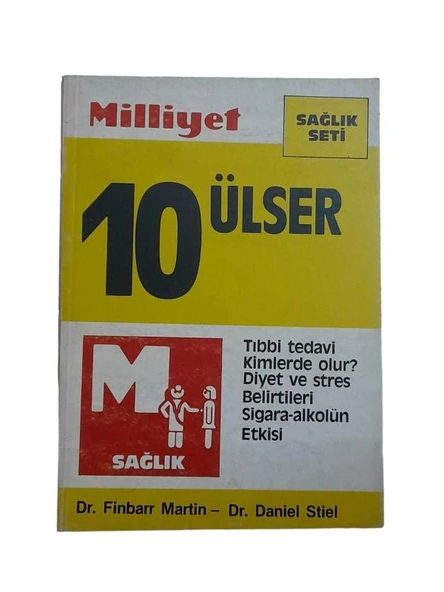 Milliyet
SAĞLIK
SETİ
10 ÜLSER
Tıbbi tedavi
Kimlerde olur?
Diyet ve stres
Belirtileri
Sigara-alkolün
Etkisi
M
SAĞLIK
Dr. Finbarr Martin – Dr. Daniel Stiel